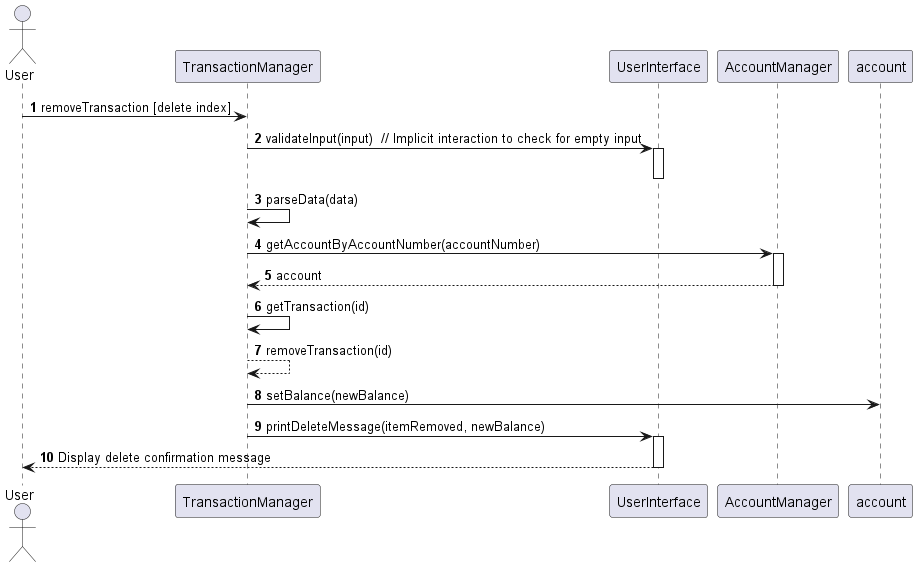 User
TransactionManager
UserInterface
AccountManager
account
1 removeTransaction [delete index]
2 validateInput(input)  // Implicit interaction to check for empty input
3 parseData(data)
4 getAccountByAccountNumber(accountNumber)
5 account
6 getTransaction(id)
7 removeTransaction(id)
8 setBalance(newBalance)
9 printDeleteMessage(itemRemoved, newBalance)
10 Display delete confirmation message
User
TransactionManager
UserInterface
AccountManager
account